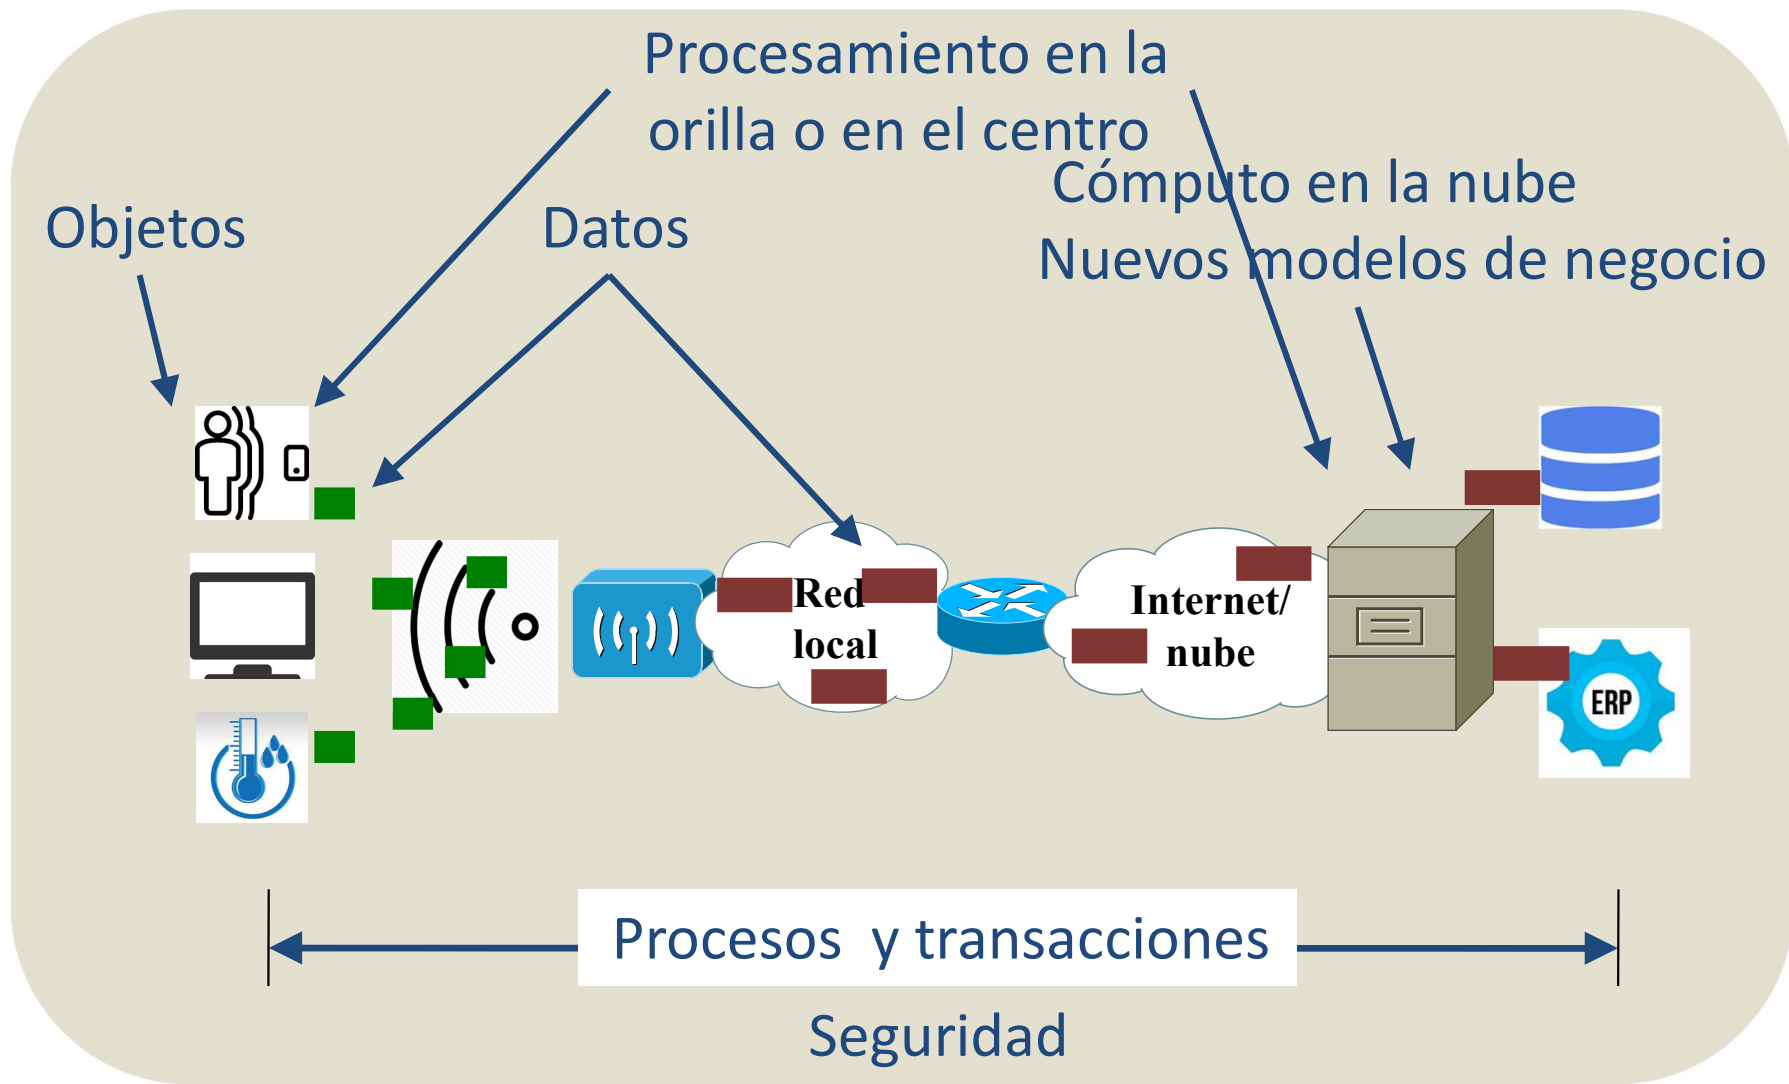 Procesamiento en la
orilla o en el centro
Cómputo en la nube
Nuevos modelos de negocio
Objetos
Datos
Red
local
Internet/
nube
ERP
Procesos  y transacciones
Seguridad